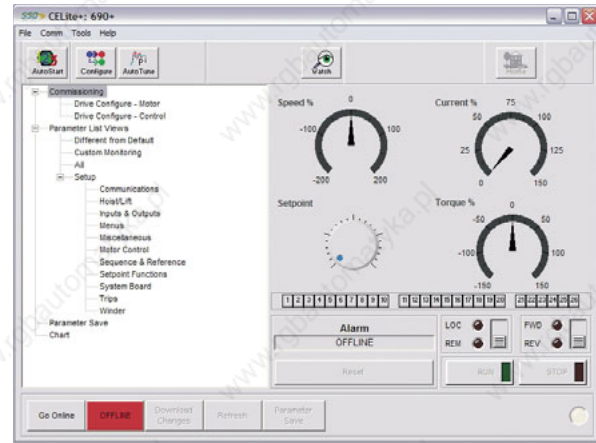 SSD> CELite+: 690+
File Comm Tools Help
AutoStart Configure AutoTune Watch Home
Commissioning
Drive Configure - Motor
Drive Configure - Control
Parameter List Views
Different from Default
Custom Monitoring
All
Setup
Communications
Hoist/Lift
Inputs & Outputs
Menus
Miscellaneous
Motor Control
Sequence & Reference
Setpoint Functions
System Board
Trips
Winder
Parameter Save
Chart
Speed %
0
-100 100
-200 200
Current %
75
50 100
25 125
0 150
Setpoint
Torque %
0
-50 50
-100 100
-150 150
1 2 3 4 5 6 7 8 9 10 11 12 13 14 15 16 17 18 19 20 21 22 23 24 25 26
Alarm
OFFLINE
Reset
LOC
REM
FWD
REV
RUN
STOP
Go Online
OFFLINE
Download Changes
Refresh
Parameter Save
www.rgbautomatyka.pl